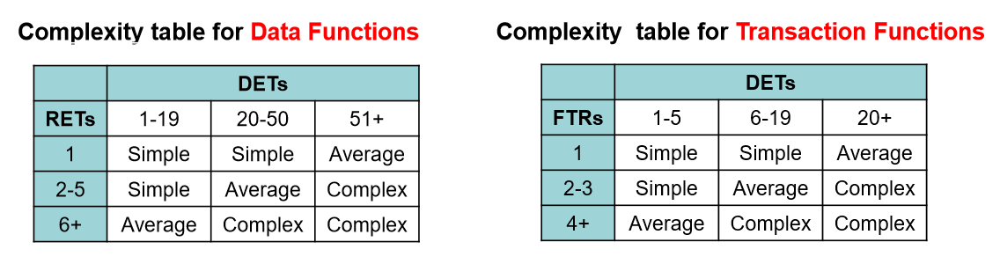 Complexity table for Data Functions
DETs
RETs 1-19 20-50 51+
1 Simple Simple Average
2-5 Simple Average Complex
6+ Average Complex Complex
Complexity table for Transaction Functions
DETs
FTRs 1-5 6-19 20+
1 Simple Simple Average
2-3 Simple Average Complex
4+ Average Complex Complex